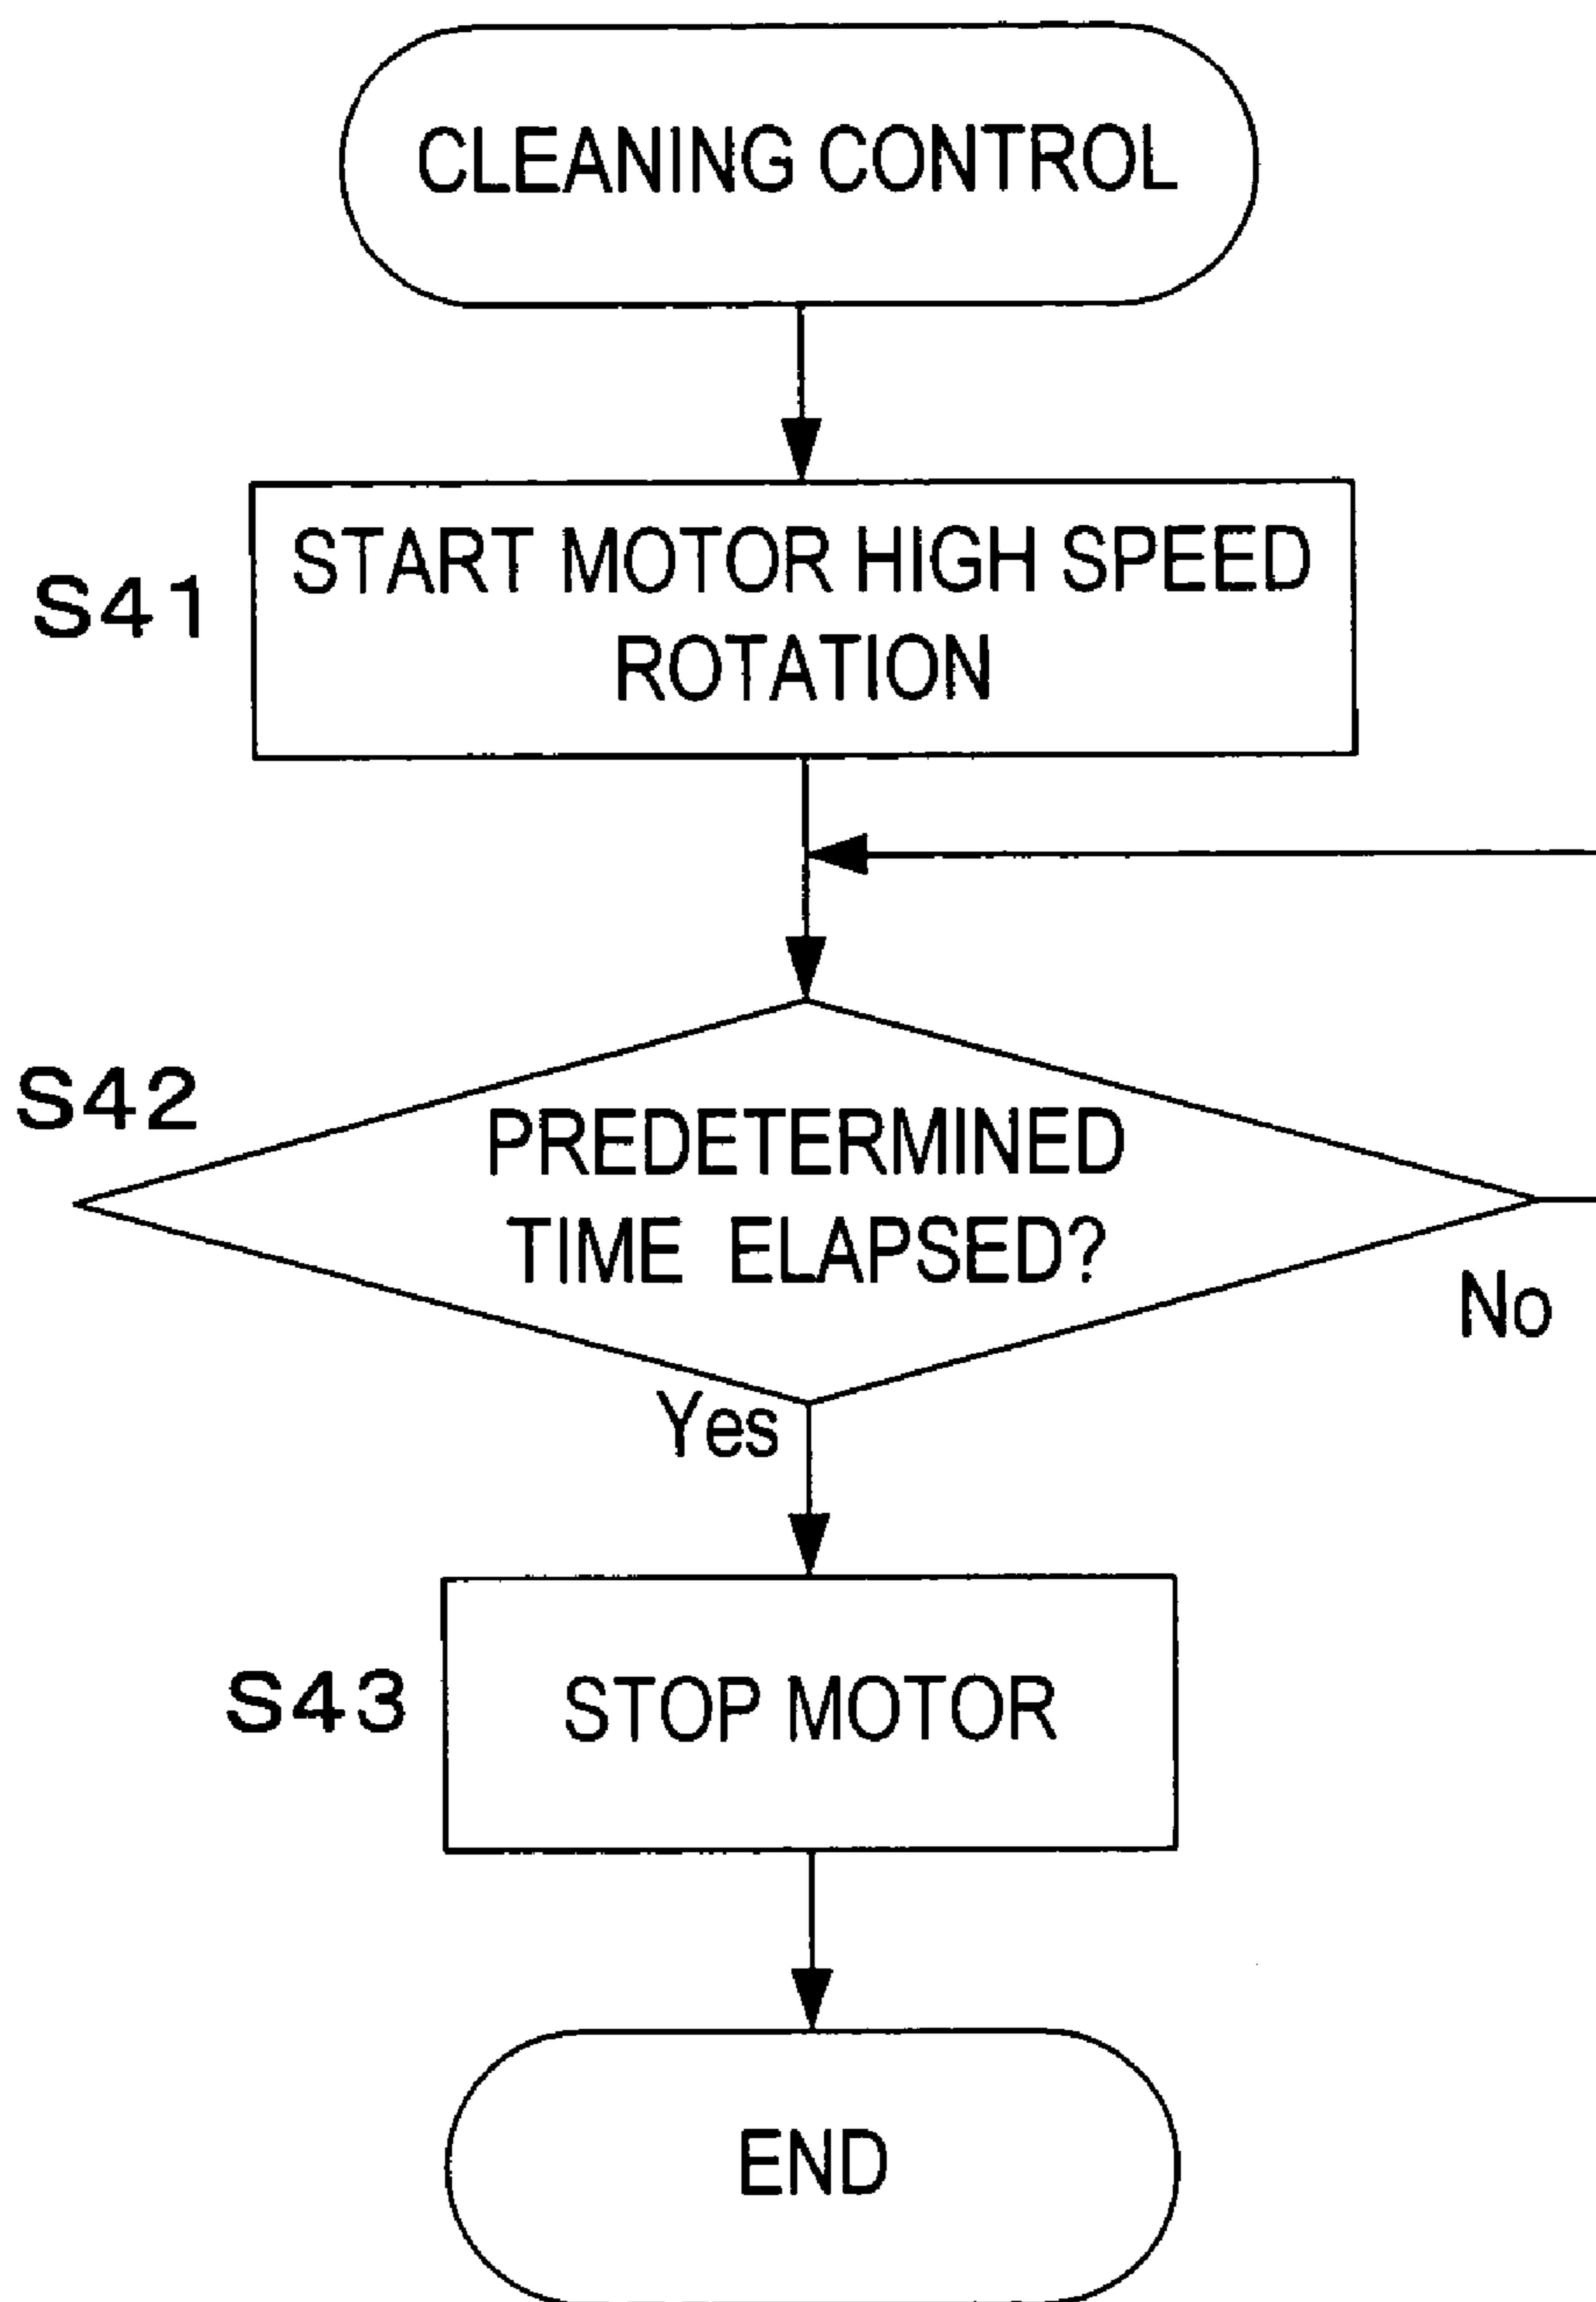 CLEANING CONTROL
S41
START MOTOR HIGH SPEED
ROTATION
S42
PREDETERMINED
TIME ELAPSED?
No
Yes
S43
STOP MOTOR
END